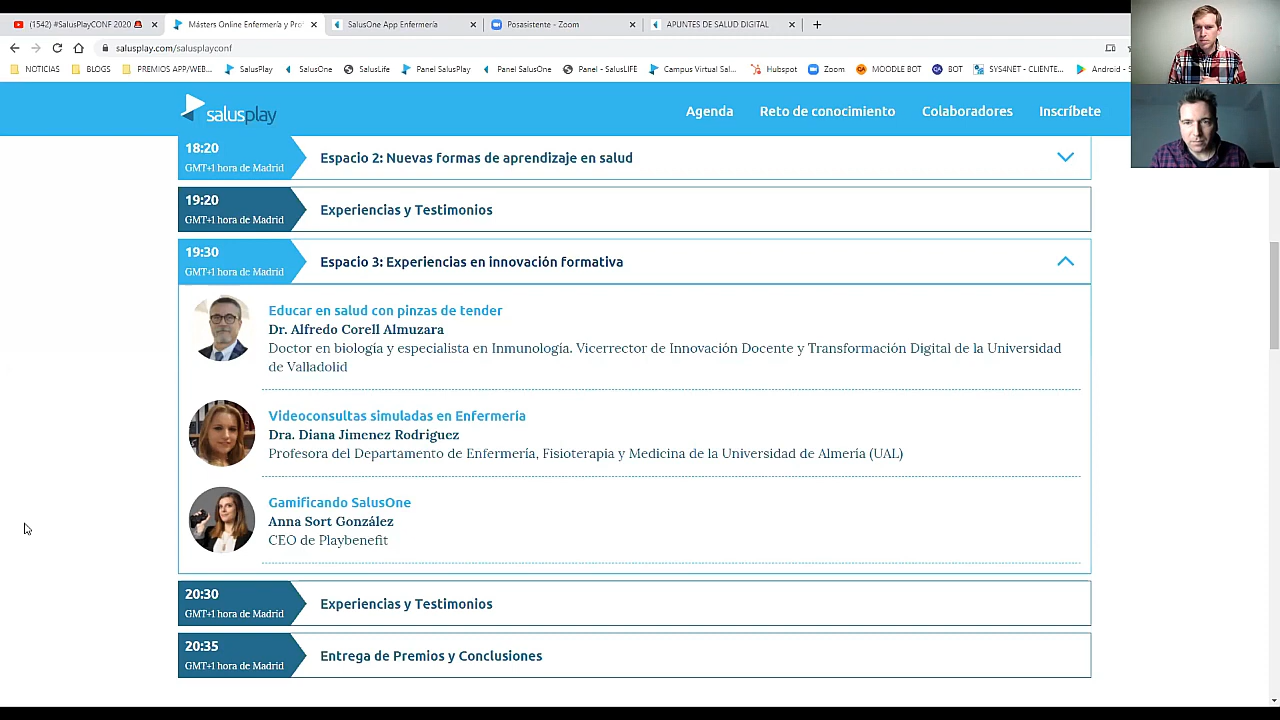 (1542) #SalusPlayCONF 2020
Másters Online Enfermería y Pro
SalusOne App Enfermería
Posasistente - Zoom
APUNTES DE SALUD DIGITAL
salusplay.com/salusplayconf
NOTICIAS
BLOGS
PREMIOS APP/WEB...
SalusPlay
SalusOne
SalusLife
Panel SalusPlay
Panel SalusOne
Panel - SalusLIFE
Campus Virtual Sal...
Hubspot
Zoom
MOODLE BOT
BOT
SYS4NET - CLIENTE...
Android - S
salusplay
Agenda
Reto de conocimiento
Colaboradores
Inscríbete
18:20
GMT+1 hora de Madrid
Espacio 2: Nuevas formas de aprendizaje en salud
19:20
GMT+1 hora de Madrid
Experiencias y Testimonios
19:30
GMT+1 hora de Madrid
Espacio 3: Experiencias en innovación formativa
Educar en salud con pinzas de tender
Dr. Alfredo Corell Almuzara
Doctor en biología y especialista en Inmunología. Vicerrector de Innovación Docente y Transformación Digital de la Universidad
de Valladolid
Videoconsultas simuladas en Enfermería
Dra. Diana Jimenez Rodriguez
Profesora del Departamento de Enfermería, Fisioterapia y Medicina de la Universidad de Almería (UAL)
Gamificando SalusOne
Anna Sort González
CEO de Playbenefit
20:30
GMT+1 hora de Madrid
Experiencias y Testimonios
20:35
GMT+1 hora de Madrid
Entrega de Premios y Conclusiones